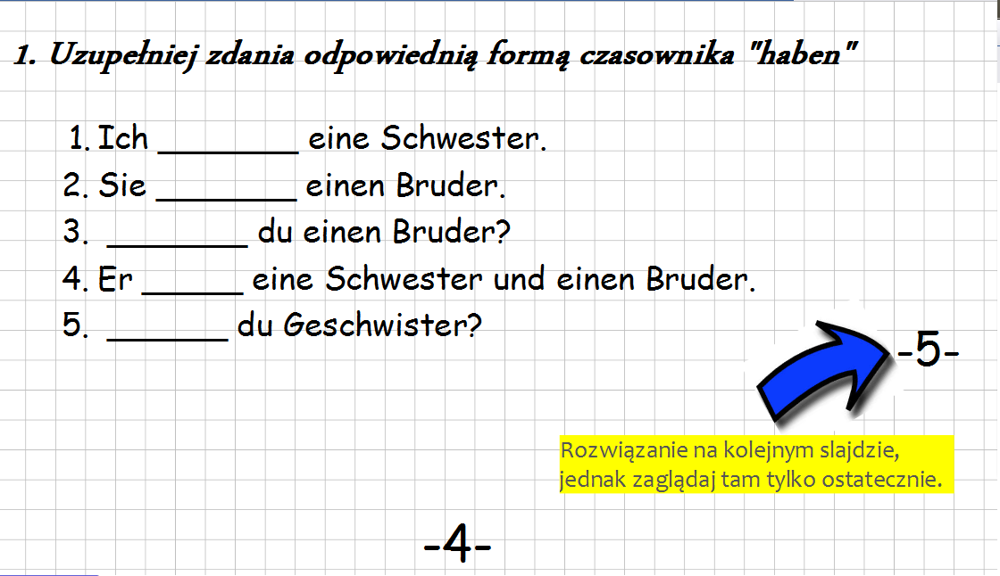 1. Uzupełniej zdania odpowiednią formą czasownika "haben"
1. Ich ________ eine Schwester.
2. Sie ________ einen Bruder.
3. ________ du einen Bruder?
4. Er ______ eine Schwester und einen Bruder.
5. _______ du Geschwister?
-5-
Rozwiązanie na kolejnym slajdzie,
jednak zaglądaj tam tylko ostatecznie.
-4-